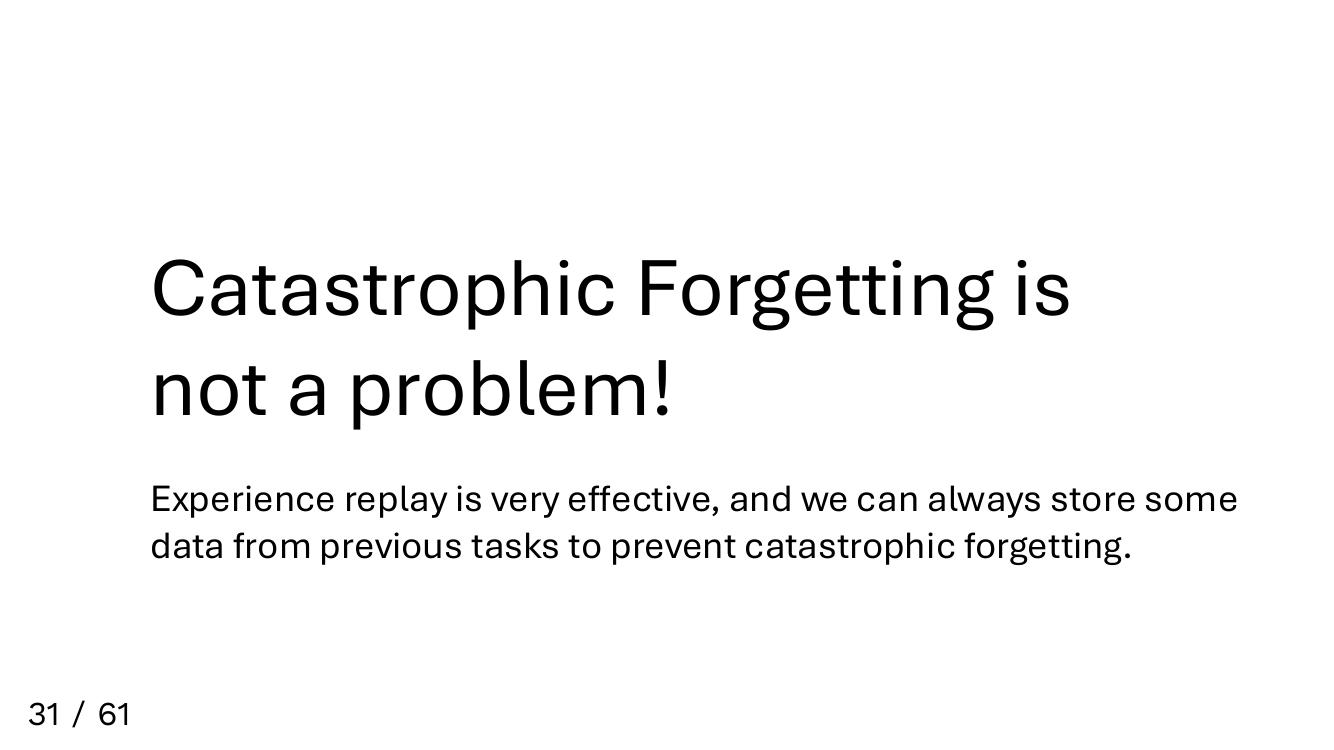 Catastrophic Forgetting is
not a problem!
Experience replay is very effective, and we can always store some
data from previous tasks to prevent catastrophic forgetting.
31 / 61